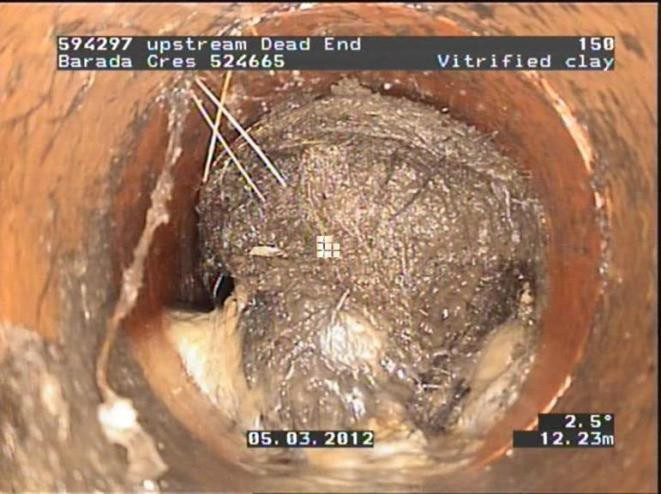 594297 upstream Dead End 150
Barada Cres 524665 Vitrified clay
2.5°
05.03.2012 12.23m